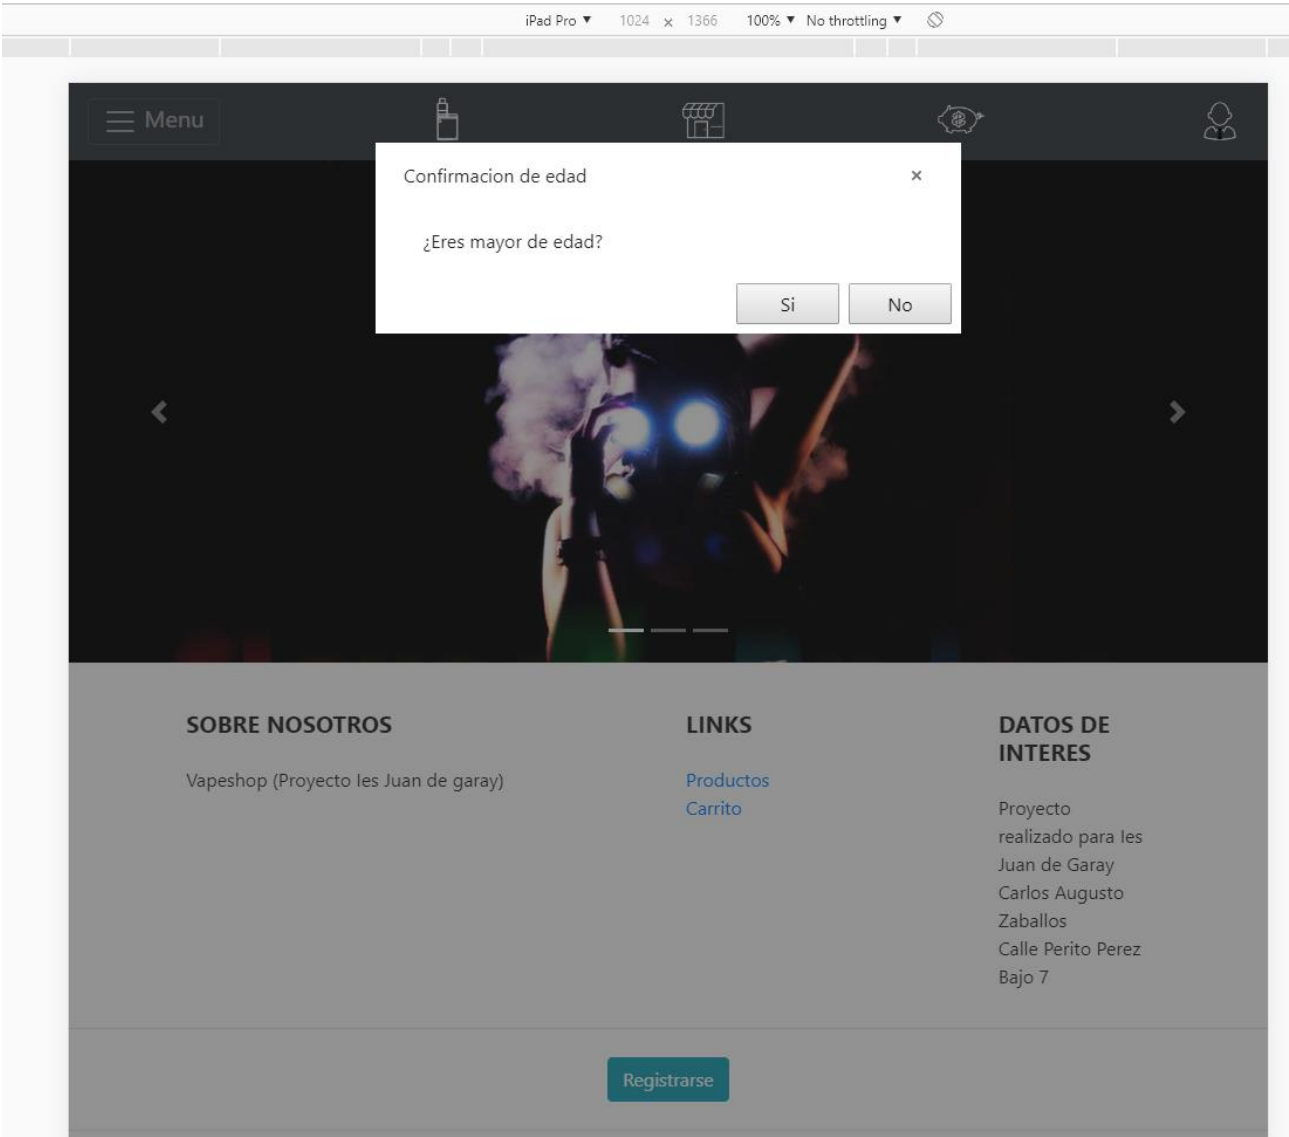 iPad Pro ▼ 1024 × 1366 100% ▼ No throttling ▼
Menu
Confirmacion de edad ×
¿Eres mayor de edad?
Si No
SOBRE NOSOTROS
Vapeshop (Proyecto Ies Juan de garay)
LINKS
Productos
Carrito
DATOS DE
INTERES
Proyecto
realizado para Ies
Juan de Garay
Carlos Augusto
Zaballos
Calle Perito Perez
Bajo 7
Registrarse